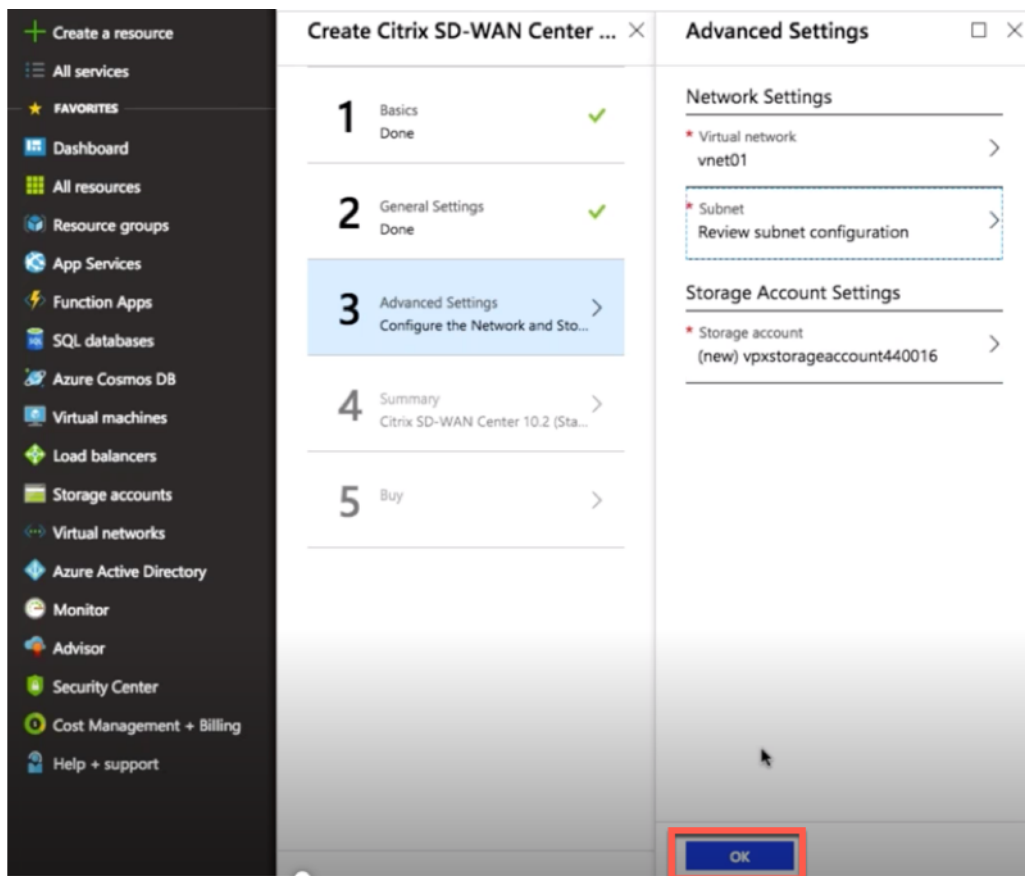 Create a resource
All services
FAVORITES
Dashboard
All resources
Resource groups
App Services
Function Apps
SQL databases
Azure Cosmos DB
Virtual machines
Load balancers
Storage accounts
Virtual networks
Azure Active Directory
Monitor
Advisor
Security Center
Cost Management + Billing
Help + support
Create Citrix SD-WAN Center ...
1
Basics
Done
2
General Settings
Done
3
Advanced Settings
Configure the Network and Sto...
4
Summary
Citrix SD-WAN Center 10.2 (Sta...
5
Buy
Advanced Settings
Network Settings
* Virtual network
vnet01
* Subnet
Review subnet configuration
Storage Account Settings
* Storage account
(new) vpxstorageaccount440016
OK